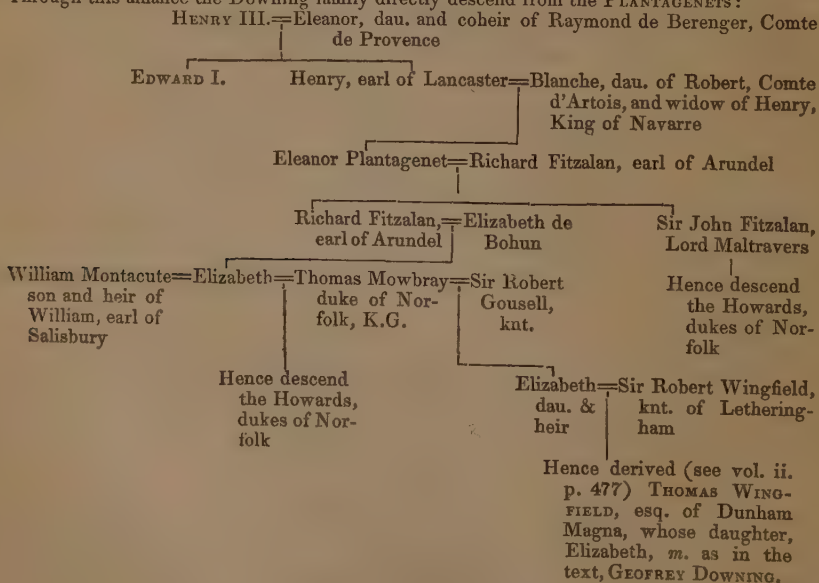 Through this alliance the Downing family directly descend from the PLANTAGENETS:
HENRY III.=Eleanor, dau. and coheir of Raymond de Berenger, Comte
de Provence
EDWARD I.
Henry, earl of Lancaster=Blanche, dau. of Robert, Comte
d'Artois, and widow of Henry,
King of Navarre
Eleanor Plantagenet=Richard Fitzalan, earl of Arundel
Richard Fitzalan,=Elizabeth de
earl of Arundel
Bohun
Sir John Fitzalan,
Lord Maltravers
Hence descend
the Howards,
dukes of Nor-
folk
William Montacute=Elizabeth=Thomas Mowbray=Sir Robert
son and heir of
William, earl of
Salisbury
duke of Nor-
folk, K.G.
Gousell,
knt.
Hence descend
the Howards,
dukes of Nor-
folk
Elizabeth=Sir Robert Wingfield,
dau. &
heir
knt. of Lethering-
ham
Hence derived (see vol. ii.
p. 477) THOMAS WING-
FIELD, esq. of Dunham
Magna, whose daughter,
Elizabeth, m. as in the
text, GEOFREY DOWNING.